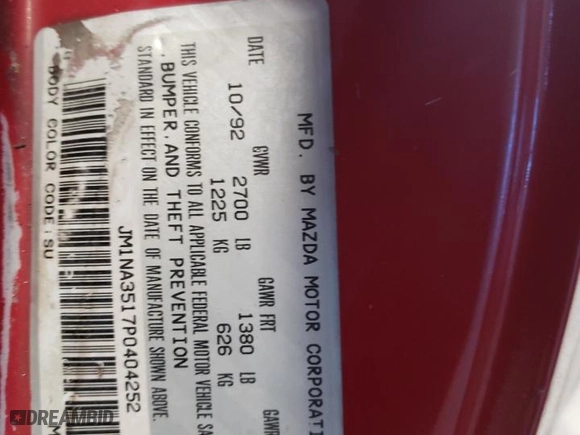 MFD. BY MAZDA MOTOR CORPORATI
DATE 10/92 GVWR 2700 LB GAWR FRT 1380 LB GAWR
1225 KG 626 KG
THIS VEHICLE CONFORMS TO ALL APPLICABLE FEDERAL MOTOR VEHICLE SA
, BUMPER, AND THEFT PREVENTION
STANDARD IN EFFECT ON THE DATE OF MANUFACTURE SHOWN ABOVE.
JM1NA3517P0404252
BODY COLOR CODE:SU
DREAMBID